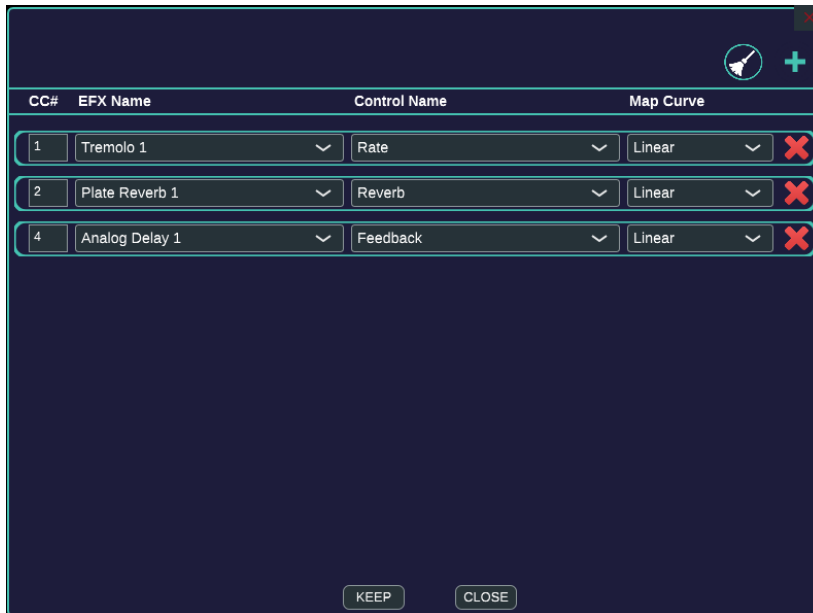 CC# EFX Name Control Name Map Curve
1 Tremolo 1 Rate Linear
2 Plate Reverb 1 Reverb Linear
4 Analog Delay 1 Feedback Linear
KEEP CLOSE